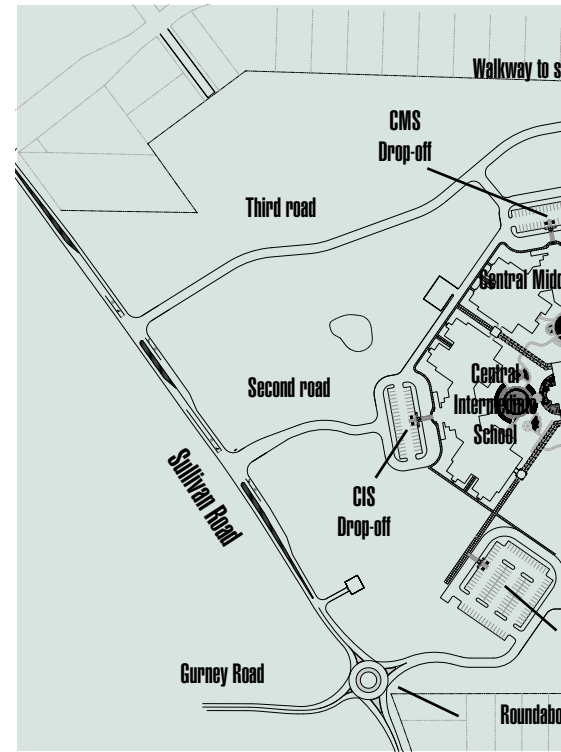 Walkway to s
CMS
Drop-off
Third road
Central Midd
Second road
Central
Intermediate
School
Sullivan Road
CIS
Drop-off
Gurney Road
Roundabo